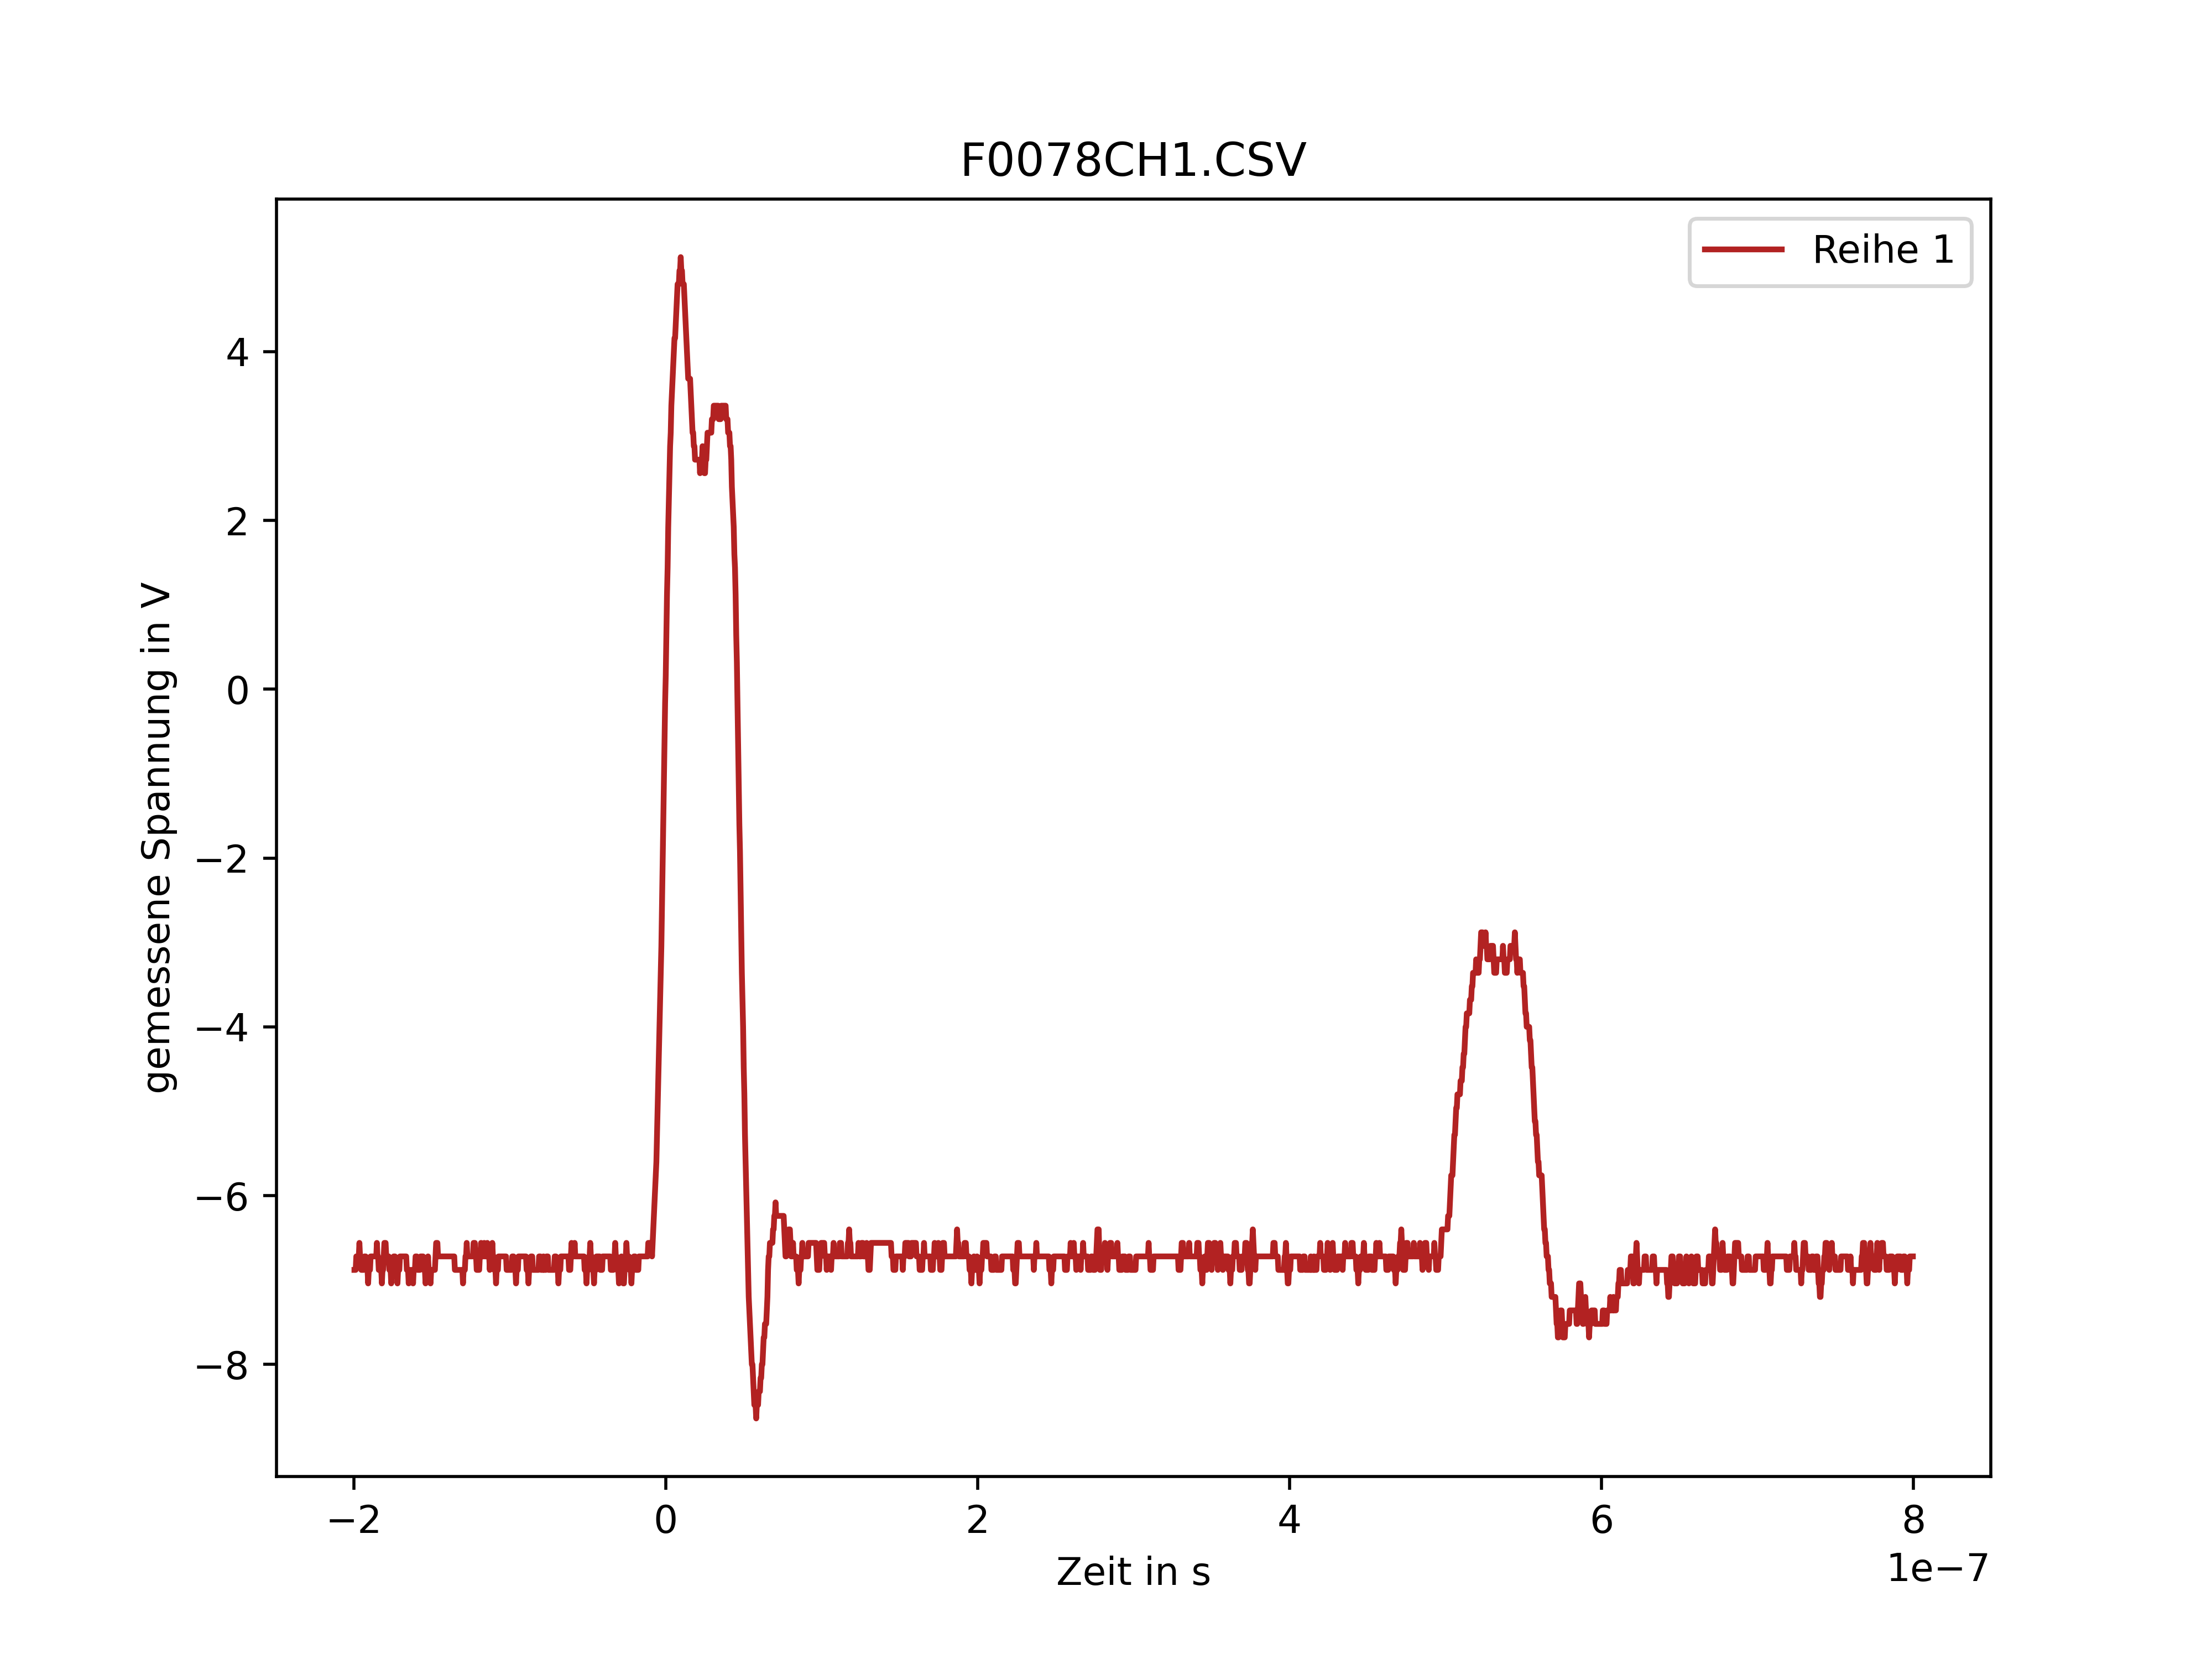 F0078CH1.CSV
Reihe 1
gemessene Spannung in V
4
2
0
−2
−4
−6
−8
−2 0 2 4 6 8
1e−7
Zeit in s